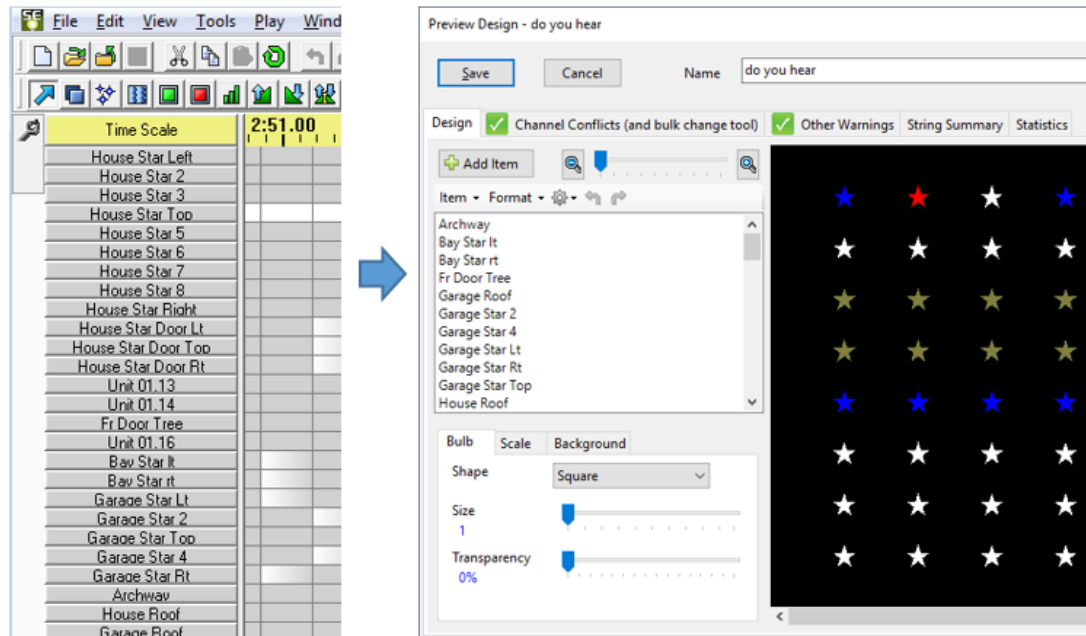 File Edit View Tools Play Wind
Time Scale
2:51.00
House Star Left
House Star 2
House Star 3
House Star Top
House Star 5
House Star 6
House Star 7
House Star 8
House Star Right
House Star Door Lt
House Star Door Top
House Star Door Rt
Unit 01.13
Unit 01.14
Fr Door Tree
Unit 01.16
Bay Star lt
Bay Star rt
Garage Star Lt
Garage Star 2
Garage Star Top
Garage Star 4
Garage Star Rt
Archway
House Roof
Garage Roof
Preview Design - do you hear
Save Cancel Name do you hear
Design Channel Conflicts (and bulk change tool) Other Warnings String Summary Statistics
Add Item
Item Format
Archway
Bay Star lt
Bay Star rt
Fr Door Tree
Garage Roof
Garage Star 2
Garage Star 4
Garage Star Lt
Garage Star Rt
Garage Star Top
House Roof
Bulb Scale Background
Shape Square
Size
1
Transparency
0%